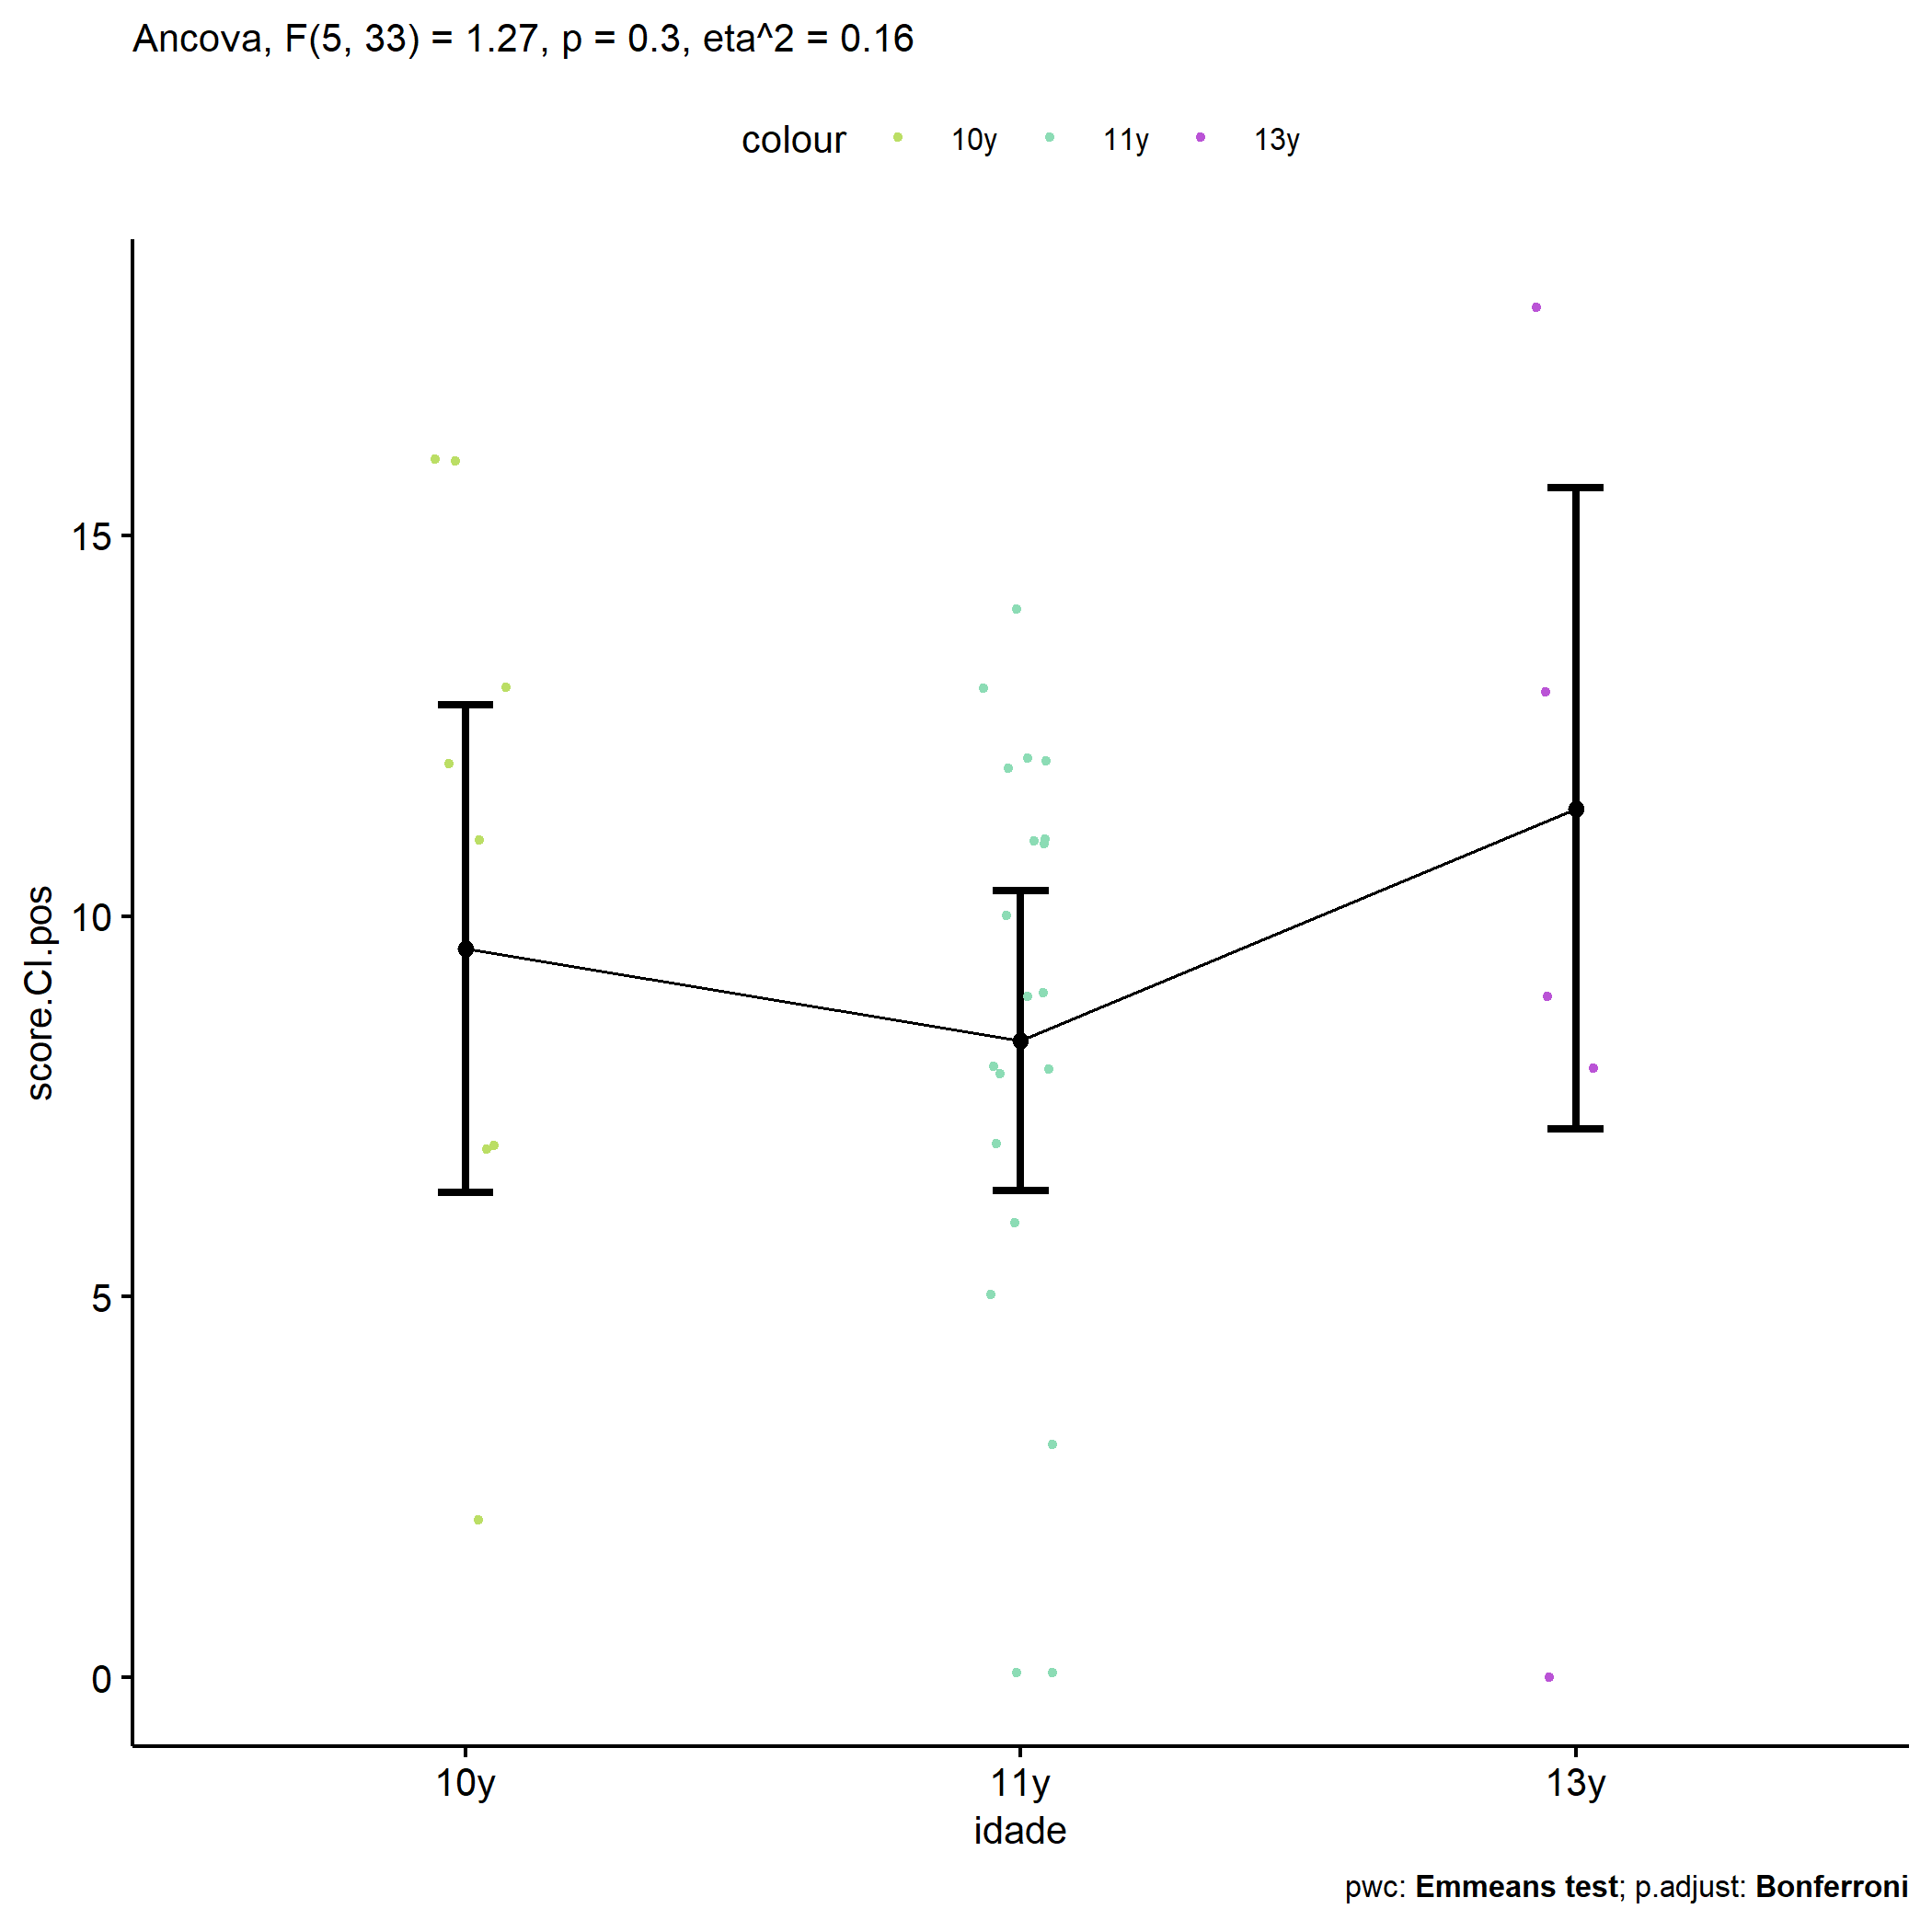 Ancova, F(5, 33) = 1.27, p = 0.3, eta^2 = 0.16
colour 10y 11y 13y
score.CI.pos
15
10
5
0
10y 11y 13y
idade
pwc: Emmeans test; p.adjust: Bonferroni